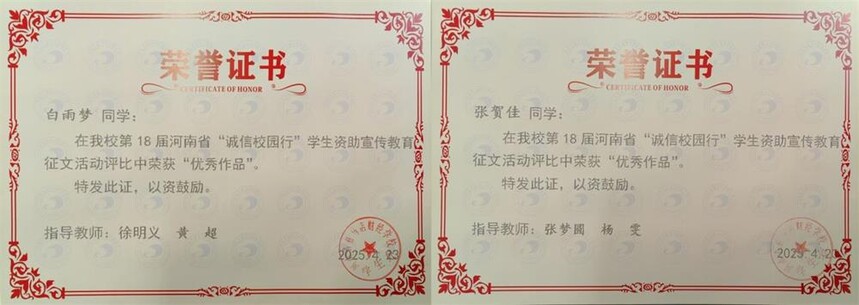 荣誉证书
CERTIFICATE OF HONOR
白雨梦 同学：
在我校第18届河南省“诚信校园行”学生资助宣传教育
征文活动评比中荣获“优秀作品”。
特发此证，以资鼓励。
指导教师：徐明义 黄 超
2025.4.23
荣誉证书
CERTIFICATE OF HONOR
张贺佳 同学：
在我校第18届河南省“诚信校园行”学生资助宣传教育
征文活动评比中荣获“优秀作品”。
特发此证，以资鼓励。
指导教师：张梦圆 杨 雯